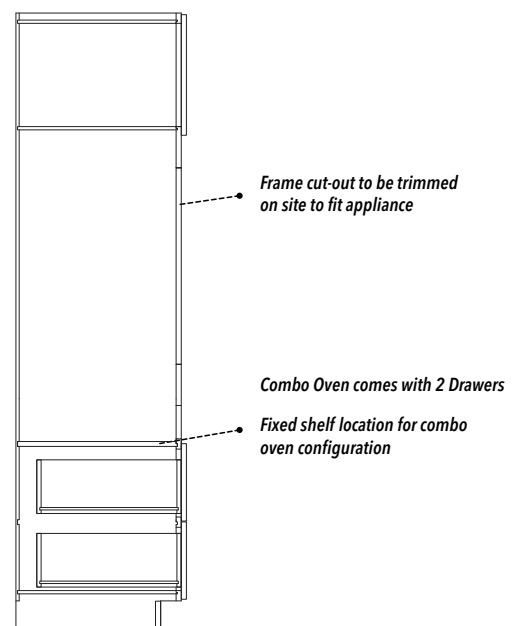 Frame cut-out to be trimmed
on site to fit appliance
Combo Oven comes with 2 Drawers
Fixed shelf location for combo
oven configuration